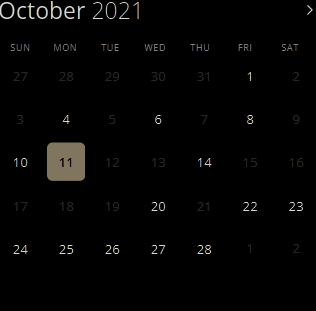 October 2021
SUN MON TUE WED THU FRI SAT
27 28 29 30 31 1 2
3 4 5 6 7 8 9
10 11 12 13 14 15 16
17 18 19 20 21 22 23
24 25 26 27 28 1 2